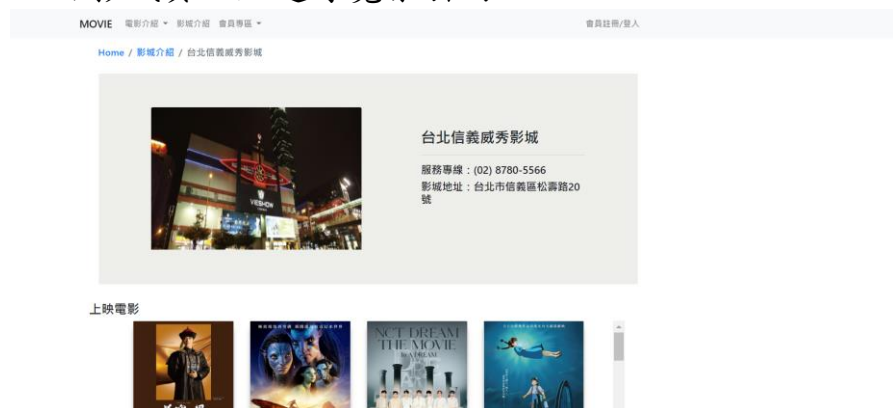 MOVIE 電影介紹 影城介紹 會員專區 會員註冊/登入
Home / 影城介紹 / 台北信義威秀影城
台北信義威秀影城
服務專線：(02) 8780-5566
影城地址：台北市信義區松壽路20
號
VIESHOW
上映電影
NCT DREAM
THE MOVIE